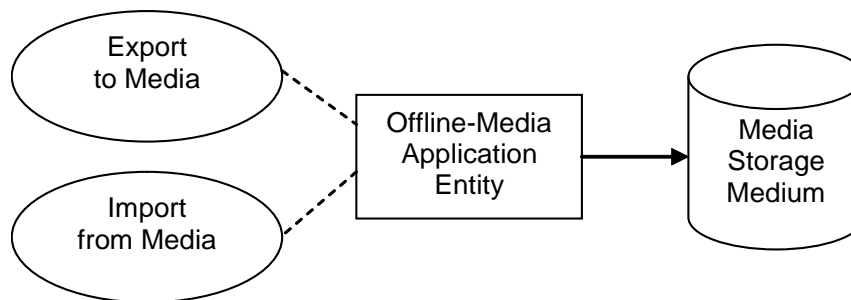 Export
to Media
Import
from Media
Offline-Media
Application
Entity
Media
Storage
Medium